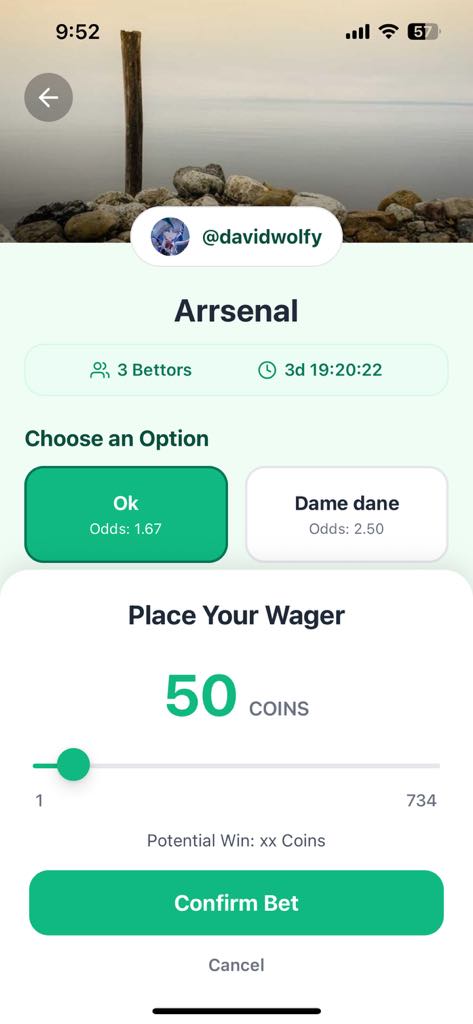 9:52
57
@davidwolfy
Arrsenal
3 Bettors
3d 19:20:22
Choose an Option
Ok
Odds: 1.67
Dame dane
Odds: 2.50
Place Your Wager
50 COINS
1
734
Potential Win: xx Coins
Confirm Bet
Cancel